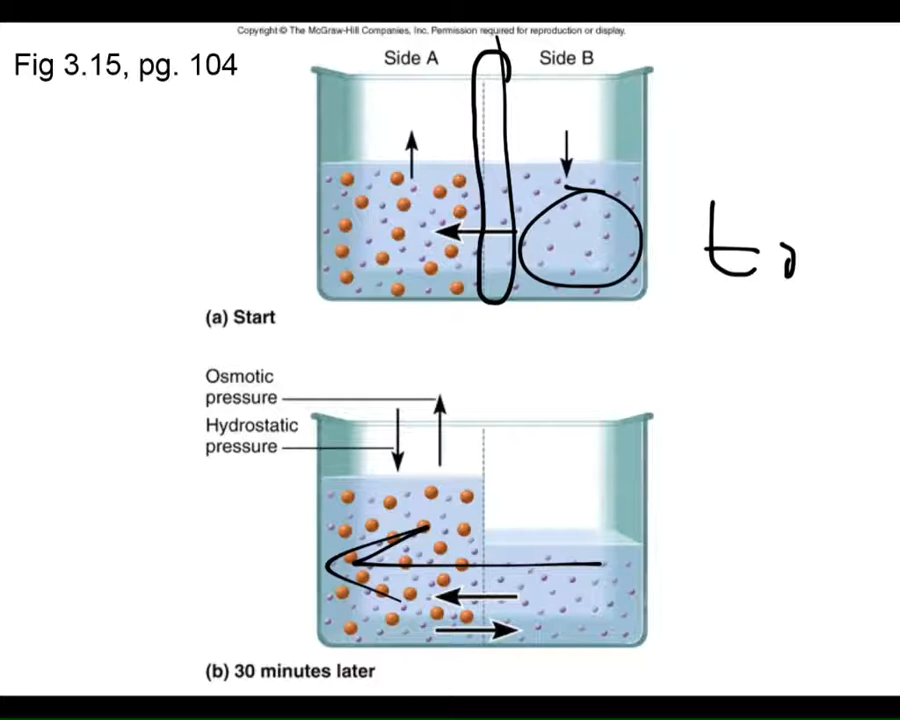 Copyright © The McGraw-Hill Companies, Inc. Permission required for reproduction or display.
Fig 3.15, pg. 104
Side A
Side B
(a) Start
Osmotic
pressure
Hydrostatic
pressure
(b) 30 minutes later